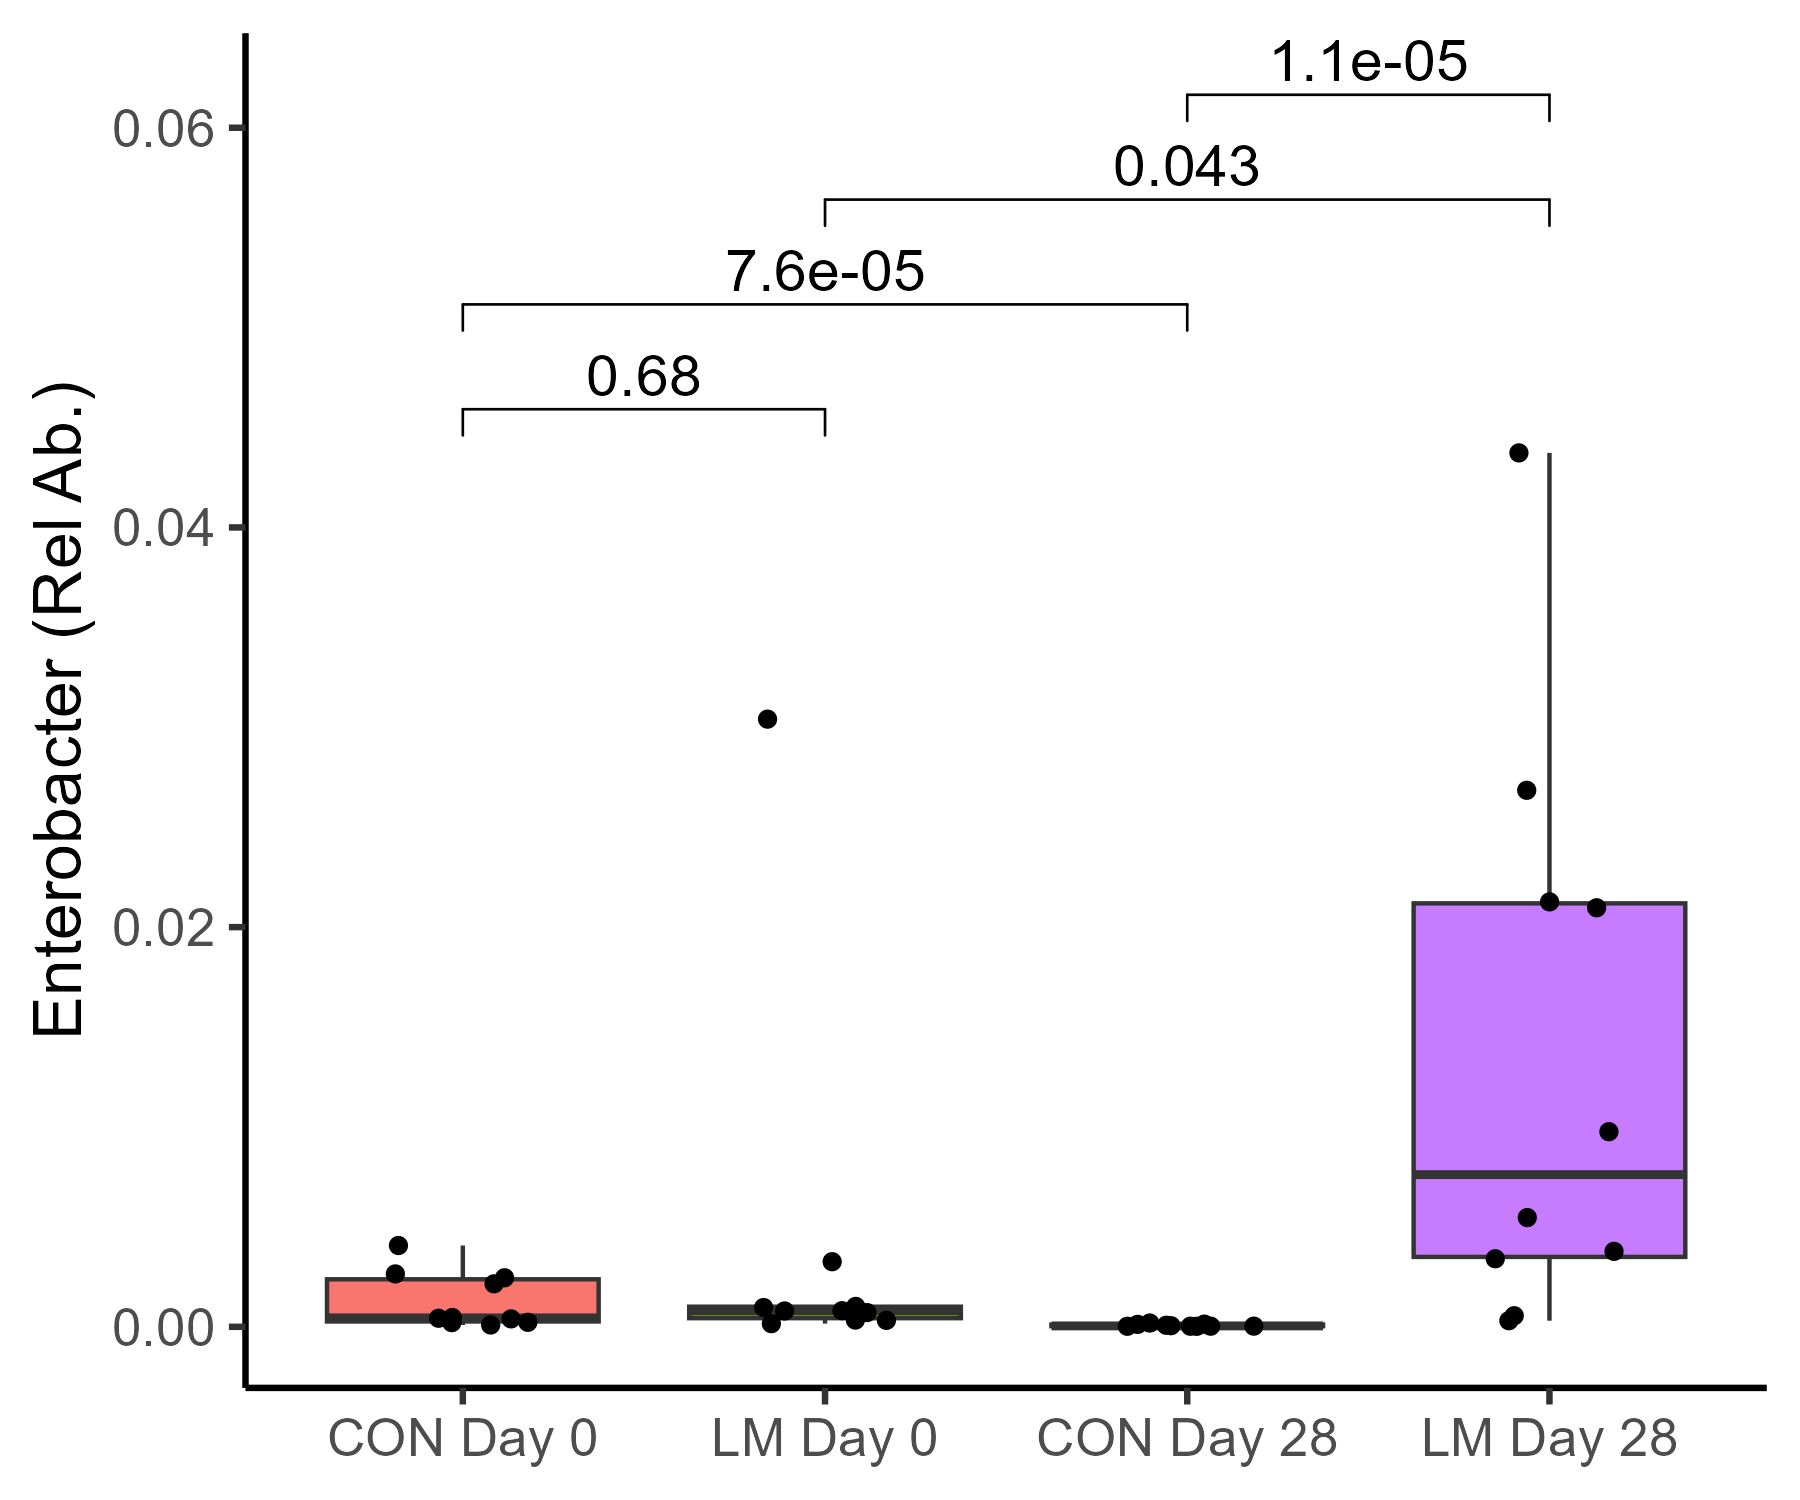 1.1e-05
0.06
0.043
7.6e-05
0.68
0.04
Enterobacter (Rel Ab.)
0.02
0.00
CON Day 0
LM Day 0
CON Day 28
LM Day 28